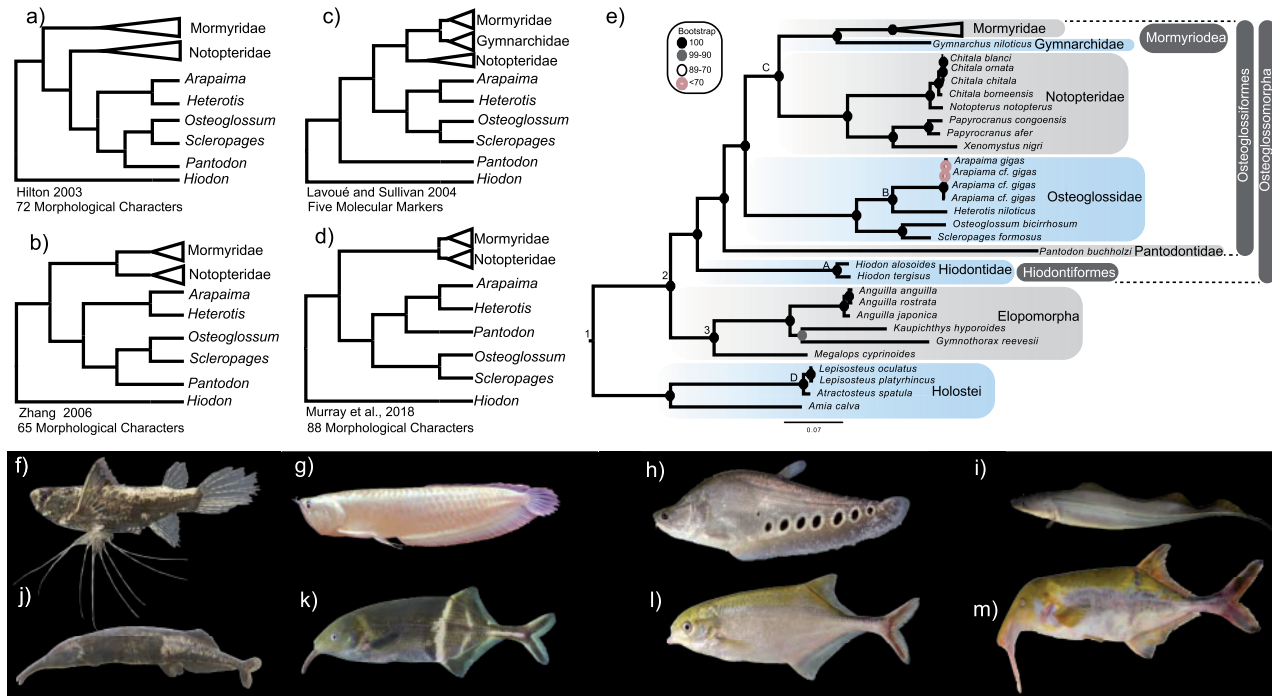 a)
Mormyridae
Notopteridae
Arapaima
Heterotis
Osteoglossum
Scleropages
Pantodon
Hiodon
Hilton 2003
72 Morphological Characters
b)
Mormyridae
Notopteridae
Arapaima
Heterotis
Osteoglossum
Scleropages
Pantodon
Hiodon
Zhang 2006
65 Morphological Characters
c)
Mormyridae
Gymnarchidae
Notopteridae
Arapaima
Heterotis
Osteoglossum
Scleropages
Pantodon
Hiodon
Lavoué and Sullivan 2004
Five Molecular Markers
d)
Mormyridae
Notopteridae
Arapaima
Heterotis
Pantodon
Osteoglossum
Scleropages
Hiodon
Murray et al., 2018
88 Morphological Characters
e)
Bootstrap
100
99-90
89-70
<70
Mormyridae
Gymnarchus niloticus Gymnarchidae
Mormyriodea
C
Chitala blanci
Chitala ornata
Chitala chitala
Chitala borneensis
Notopteridae
Notopterus notopterus
Papyrocranus congoensis
Papyrocranus afer
Xenomystus nigri
Arapaima gigas
Arapiama cf. gigas
Arapiama cf. gigas
B
Arapiama cf. gigas
Osteoglossidae
Heterotis niloticus
Osteoglossum bicirrhosum
Scleropages formosus
Pantodon buchholzi Pantodontidae
Osteoglossiformes
Osteoglossomorpha
A
Hiodon alosoides
Hiodon tergisus
Hiodontidae
Hiodontiformes
2
Anguilla anguilla
Anguilla rostrata
Anguilla japonica
Elopomorpha
3
Kaupichthys hyporoides
Gymnothorax reevesii
Megalops cyprinoides
1
D
Lepisosteus oculatus
Lepisosteus platyrhincus
Atractosteus spatula
Holostei
Amia calva
0.07
f)
g)
h)
i)
j)
k)
l)
m)